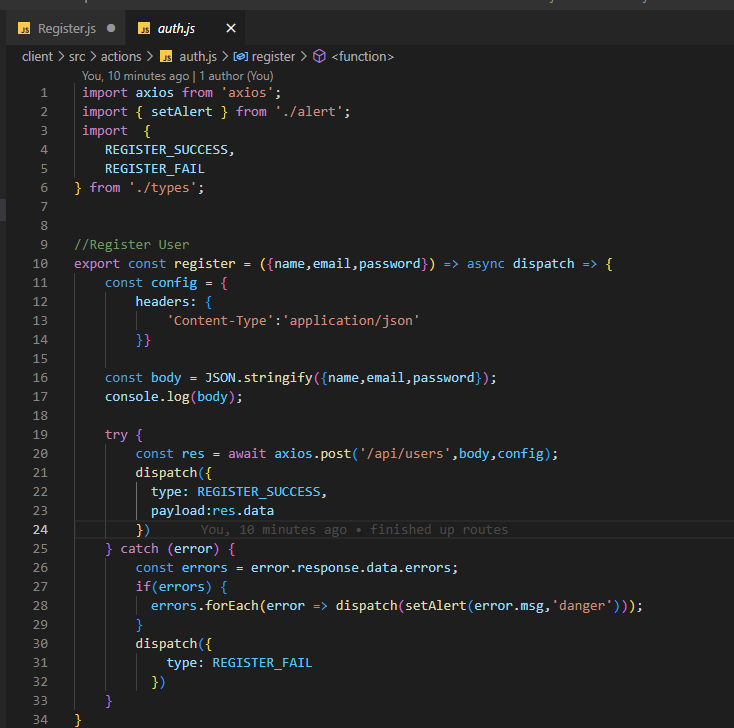 JS Register.js ●
JS auth.js ×
client > src > actions > JS auth.js > register > <function>
You, 10 minutes ago | 1 author (You)
1 import axios from 'axios';
2 import { setAlert } from './alert';
3 import  {
4     REGISTER_SUCCESS,
5     REGISTER_FAIL
6 } from './types';
7
8
9 //Register User
10 export const register = ({name,email,password}) => async dispatch => {
11     const config = {
12         headers: {
13             'Content-Type':'application/json'
14         }}
15
16     const body = JSON.stringify({name,email,password});
17     console.log(body);
18
19     try {
20         const res = await axios.post('/api/users',body,config);
21         dispatch({
22           type: REGISTER_SUCCESS,
23           payload:res.data
24         })       You, 10 minutes ago • finished up routes
25     } catch (error) {
26         const errors = error.response.data.errors;
27         if(errors) {
28           errors.forEach(error => dispatch(setAlert(error.msg,'danger')));
29         }
30         dispatch({
31             type: REGISTER_FAIL
32           })
33     }
34 }